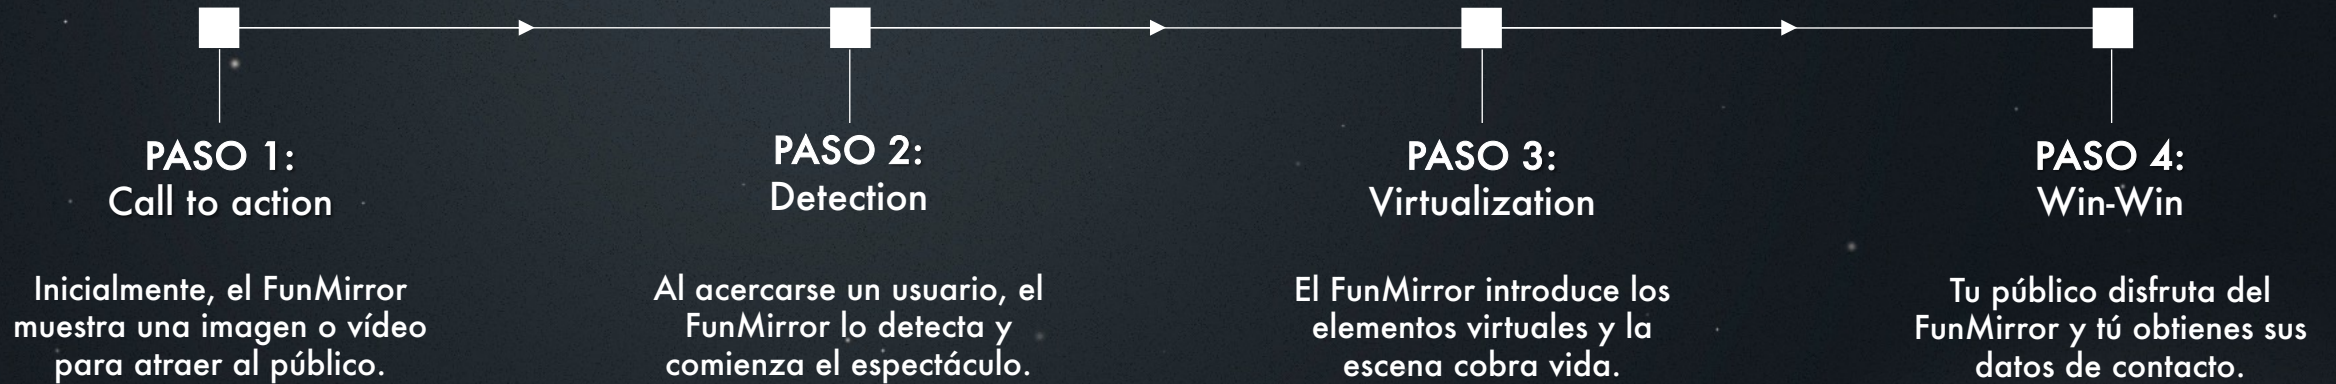 PASO 1:
Call to action
Inicialmente, el FunMirror
muestra una imagen o vídeo
para atraer al público.
PASO 2:
Detection
Al acercarse un usuario, el
FunMirror lo detecta y
comienza el espectáculo.
PASO 3:
Virtualization
El FunMirror introduce los
elementos virtuales y la
escena cobra vida.
PASO 4:
Win-Win
Tu público disfruta del
FunMirror y tú obtienes sus
datos de contacto.